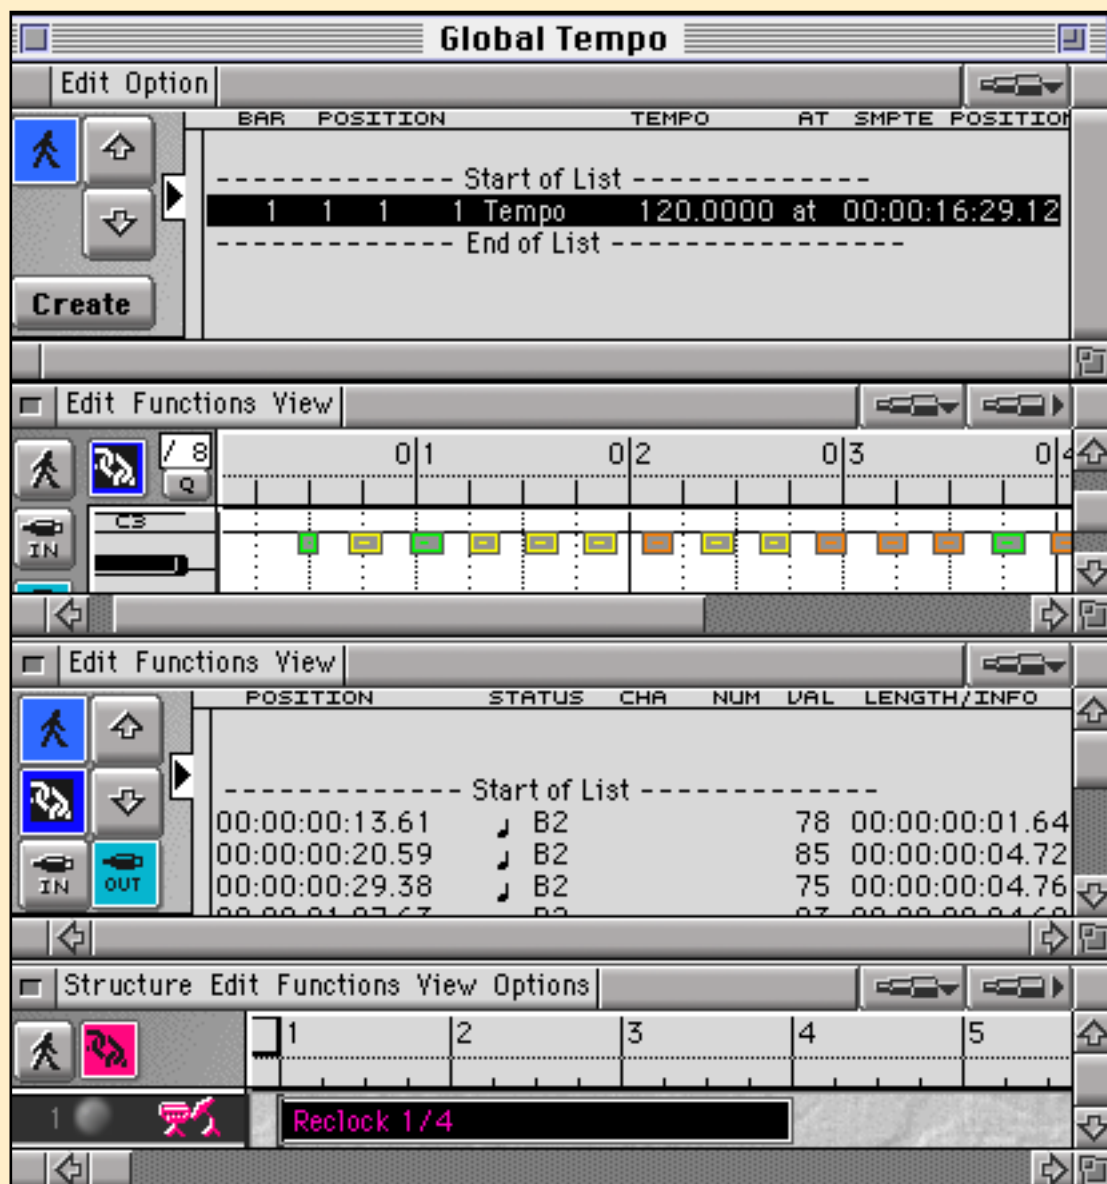 Global Tempo
Edit Option
BAR POSITION TEMPO AT SMPTE POSITION
------------- Start of List -------------
1 1 1 1 Tempo 120.0000 at 00:00:16:29.12
------------- End of List ----------------
Create
Edit Functions View
/ 8
Q
0|1 0|2 0|3 0|4
IN
C3
Edit Functions View
POSITION STATUS CHA NUM VAL LENGTH/INFO
------------- Start of List -------------
00:00:00:13.61 B2 78 00:00:00:01.64
00:00:00:20.59 B2 85 00:00:00:04.72
00:00:00:29.38 B2 75 00:00:00:04.76
IN OUT
Structure Edit Functions View Options
1 2 3 4 5
1 Reclock 1/4